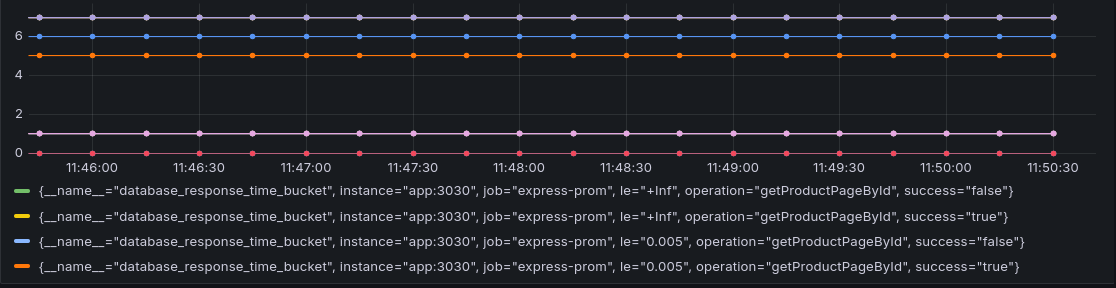 6
4
2
0
11:46:00 11:46:30 11:47:00 11:47:30 11:48:00 11:48:30 11:49:00 11:49:30 11:50:00 11:50:30
{__name__="database_response_time_bucket", instance="app:3030", job="express-prom", le="+Inf", operation="getProductPageById", success="false"}
{__name__="database_response_time_bucket", instance="app:3030", job="express-prom", le="+Inf", operation="getProductPageById", success="true"}
{__name__="database_response_time_bucket", instance="app:3030", job="express-prom", le="0.005", operation="getProductPageById", success="false"}
{__name__="database_response_time_bucket", instance="app:3030", job="express-prom", le="0.005", operation="getProductPageById", success="true"}